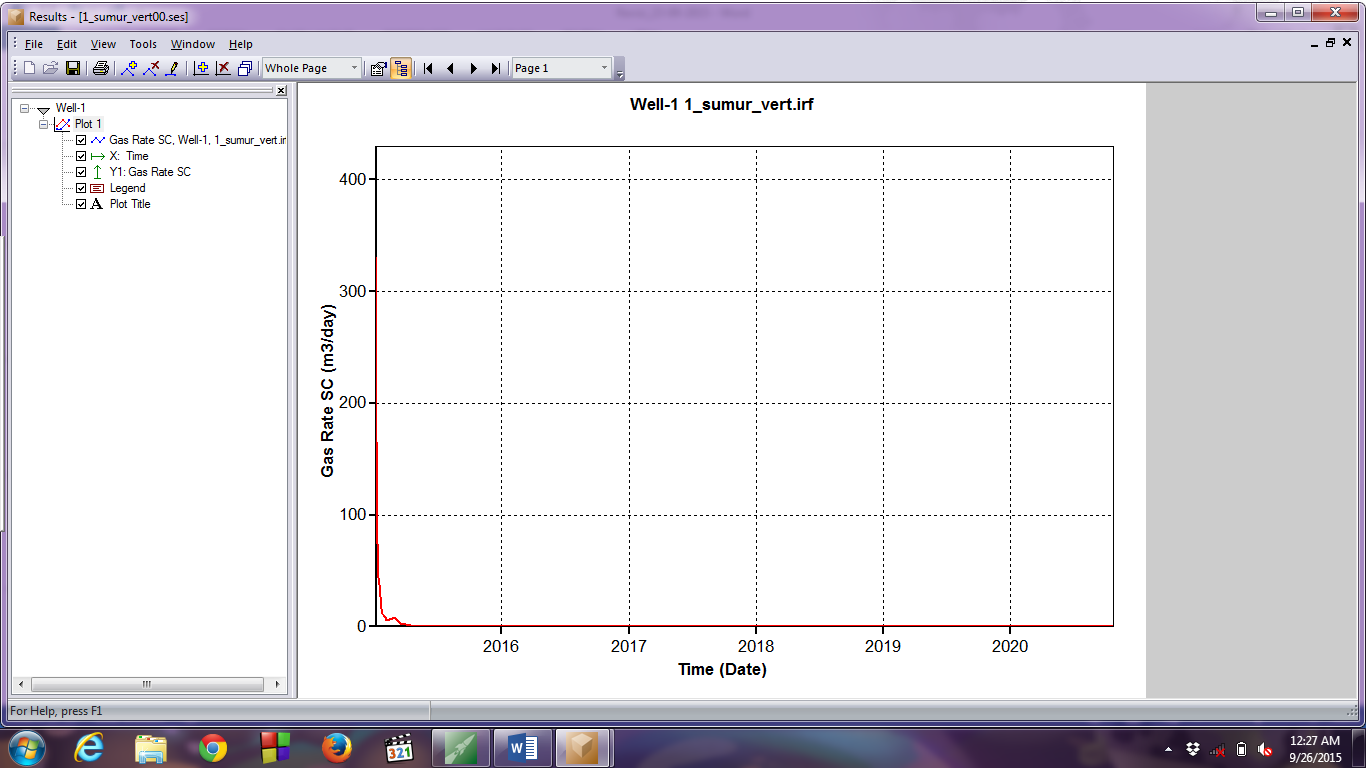 Results - [1_sumur_vert00.ses]
File Edit View Tools Window Help
Whole Page
Page 1
Well-1
Plot 1
Gas Rate SC, Well-1, 1_sumur_vert.ir
X: Time
Y1: Gas Rate SC
Legend
A Plot Title
Well-1 1_sumur_vert.irf
400
300
200
100
0
Gas Rate SC (m3/day)
2016 2017 2018 2019 2020
Time (Date)
For Help, press F1
321
W
12:27 AM
9/26/2015